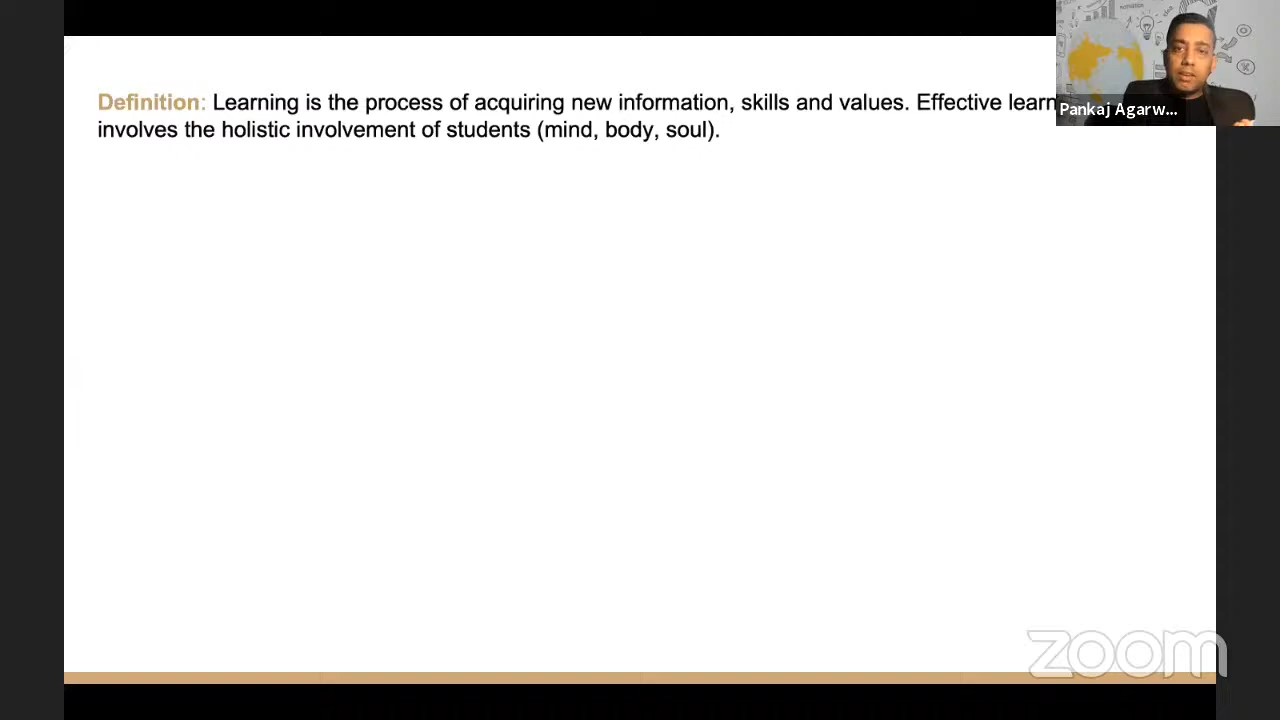 Definition: Learning is the process of acquiring new information, skills and values. Effective learn
involves the holistic involvement of students (mind, body, soul).
Pankaj Agarw...
zoom